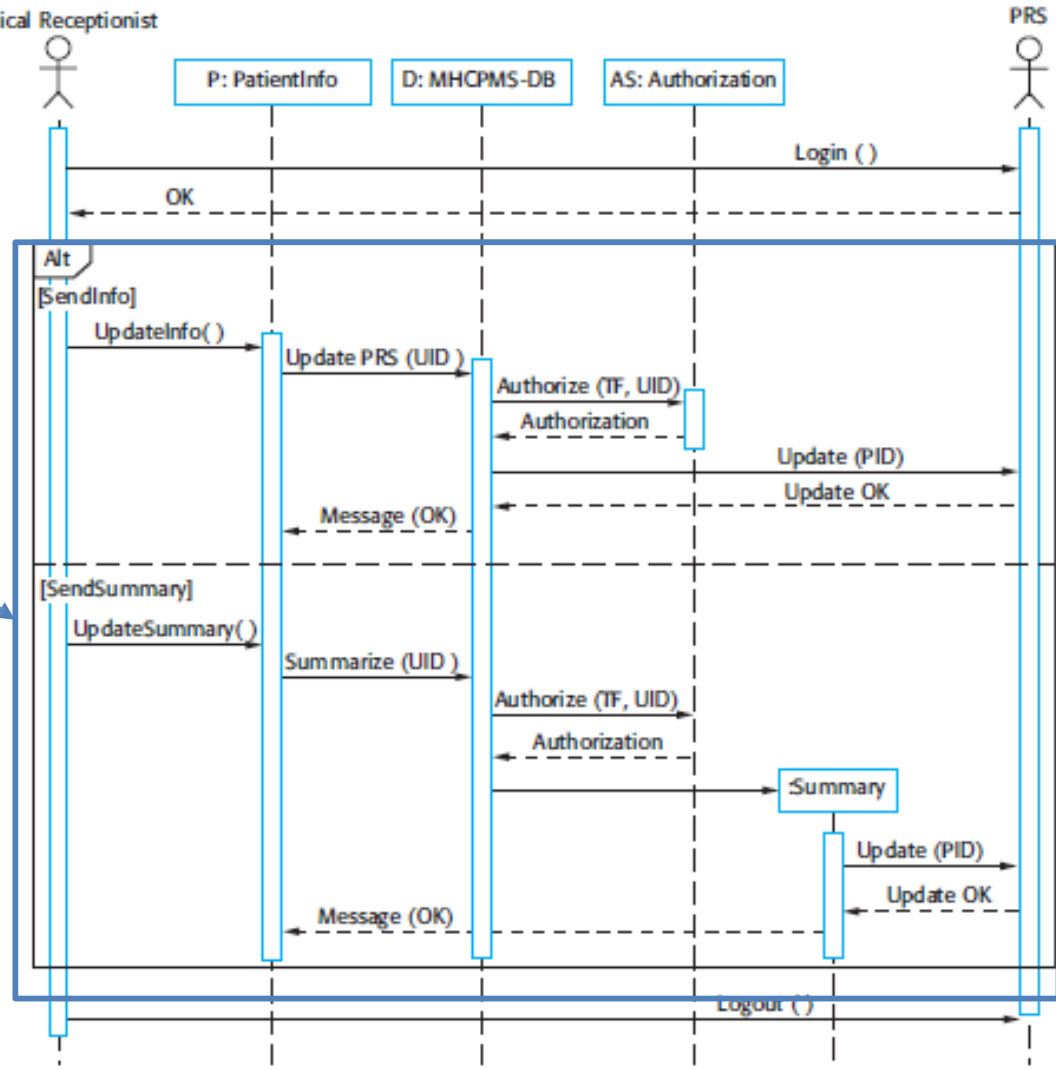 ical Receptionist
PRS
P: PatientInfo
D: MHCPMS-DB
AS: Authorization
Login ( )
OK
Alt
[SendInfo]
UpdateInfo( )
Update PRS (UID )
Authorize (TF, UID)
Authorization
Update (PID)
Update OK
Message (OK)
[SendSummary]
UpdateSummary( )
Summarize (UID )
Authorize (TF, UID)
Authorization
:Summary
Update (PID)
Update OK
Message (OK)
Logout ( )